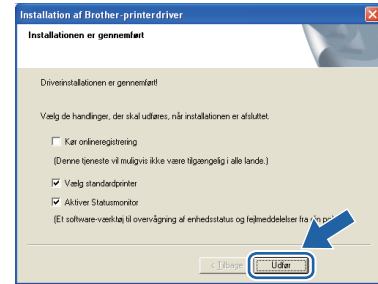 Installation af Brother-printerdriver
Installationen er gennemført
Driverinstallationen er gennemført!
Vælg de handlinger, der skal udføres, når installationen er afsluttet.
Kør onlineregistrering
(Denne tjeneste vil muligvis ikke være tilgængelig i alle lande.)
Vælg standardprinter
Aktiver Statusmonitor
(Et software-værktøj til overvågning af enhedsstatus og fejlmeddelelser fra din
< Tilbage
Udfør